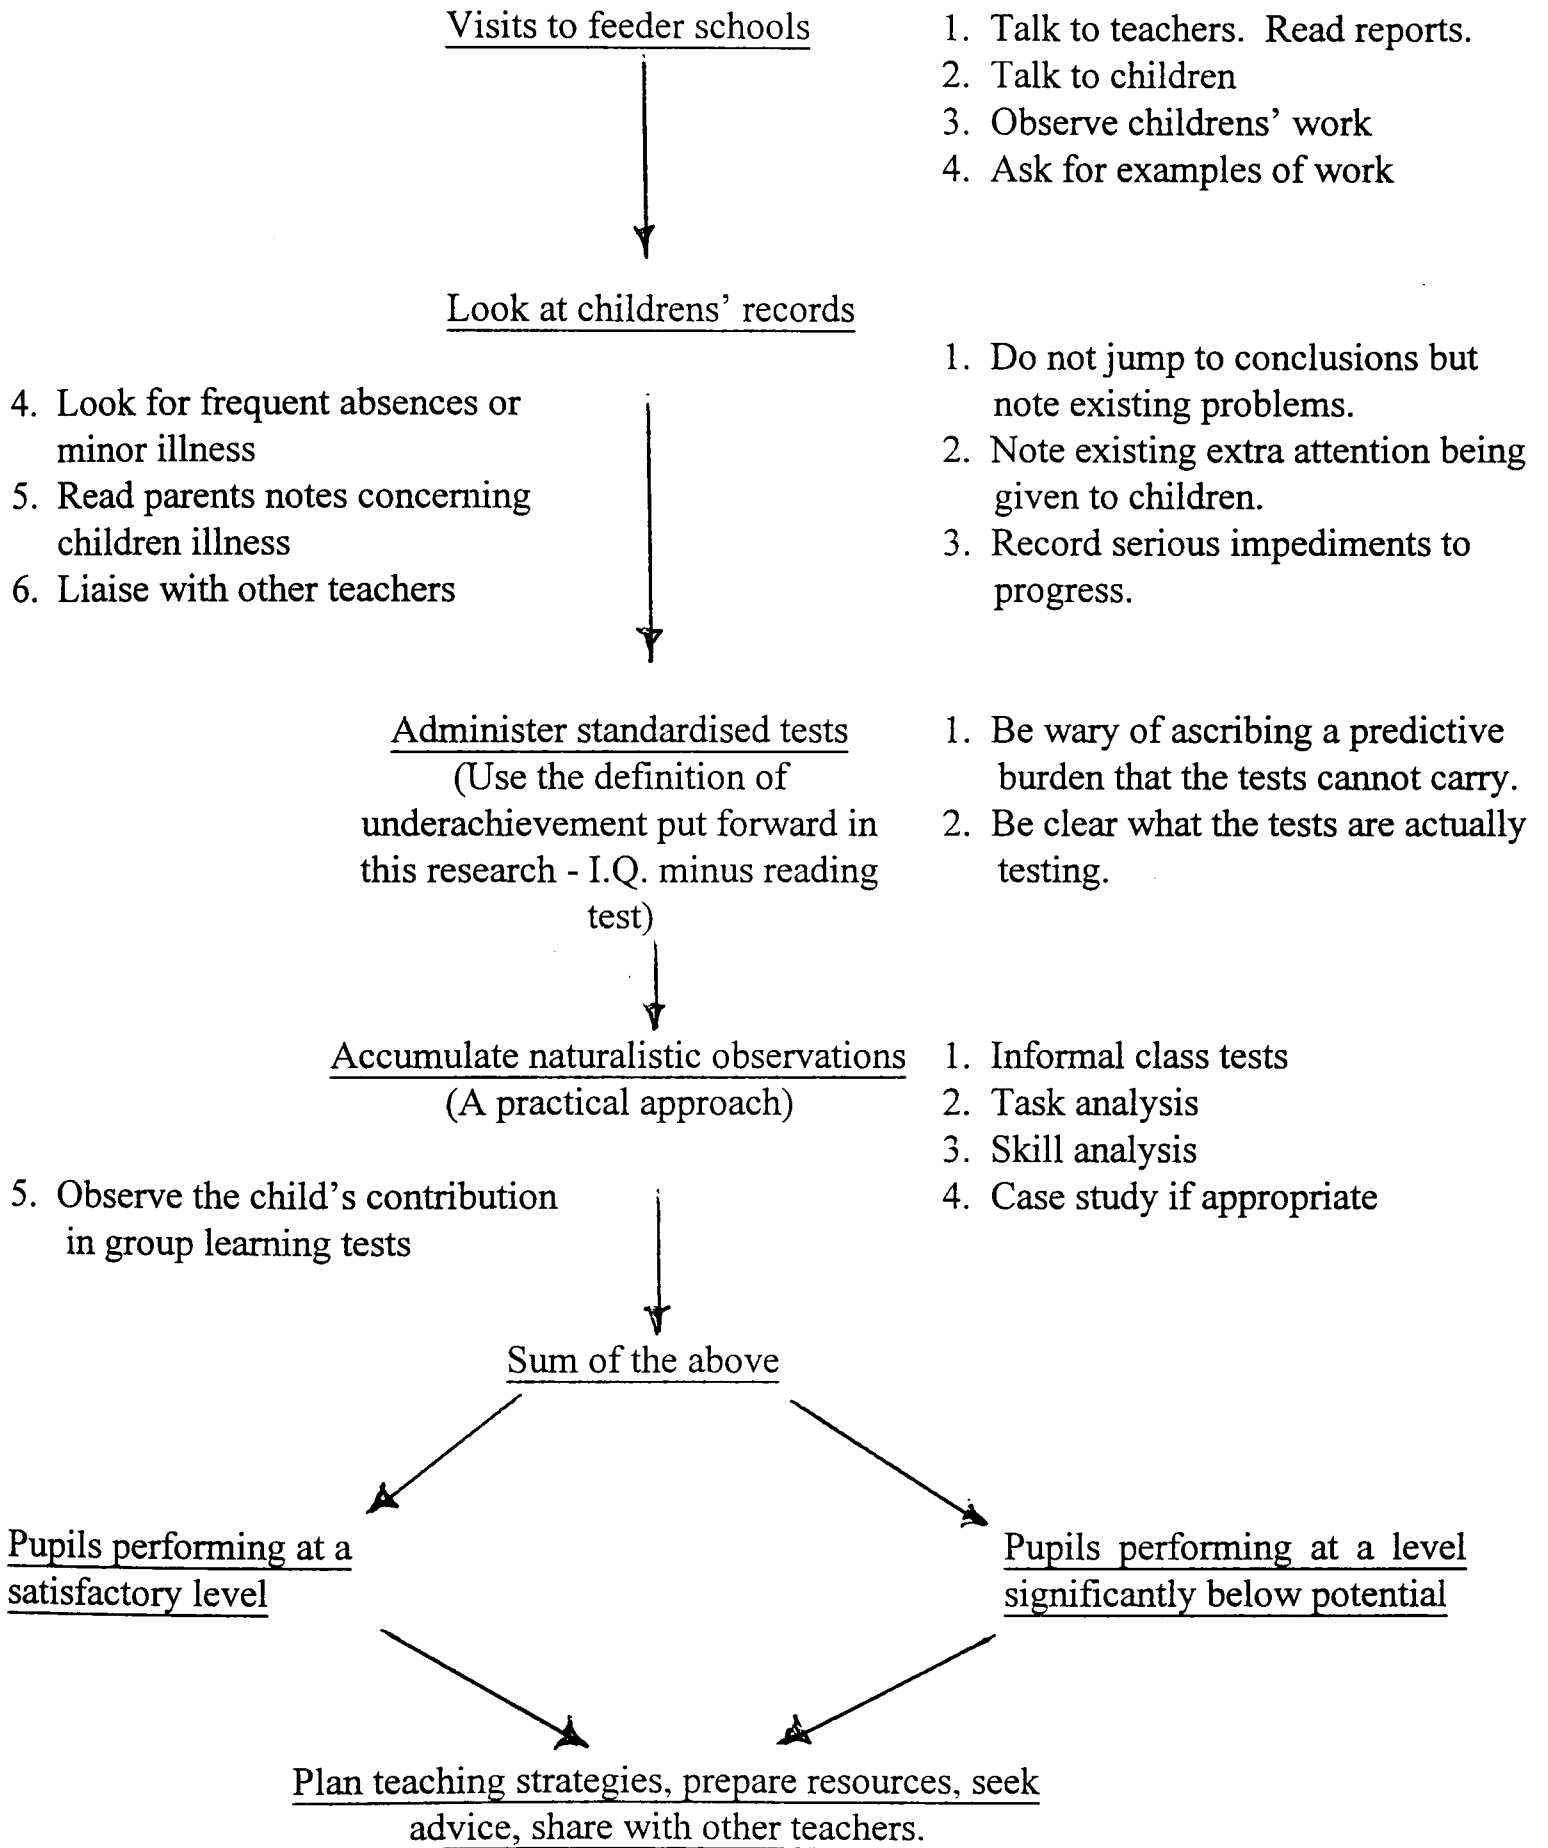 Visits to feeder schools
1. Talk to teachers. Read reports.
2. Talk to children
3. Observe childrens’ work
4. Ask for examples of work
Look at childrens’ records
1. Do not jump to conclusions but
note existing problems.
2. Note existing extra attention being
given to children.
3. Record serious impediments to
progress.
4. Look for frequent absences or
minor illness
5. Read parents notes concerning
children illness
6. Liaise with other teachers
Administer standardised tests
(Use the definition of
underachievement put forward in
this research - I.Q. minus reading
test)
1. Be wary of ascribing a predictive
burden that the tests cannot carry.
2. Be clear what the tests are actually
testing.
Accumulate naturalistic observations
(A practical approach)
1. Informal class tests
2. Task analysis
3. Skill analysis
4. Case study if appropriate
5. Observe the child’s contribution
in group learning tests
Sum of the above
Pupils performing at a
satisfactory level
Pupils performing at a level
significantly below potential
Plan teaching strategies, prepare resources, seek
advice, share with other teachers.